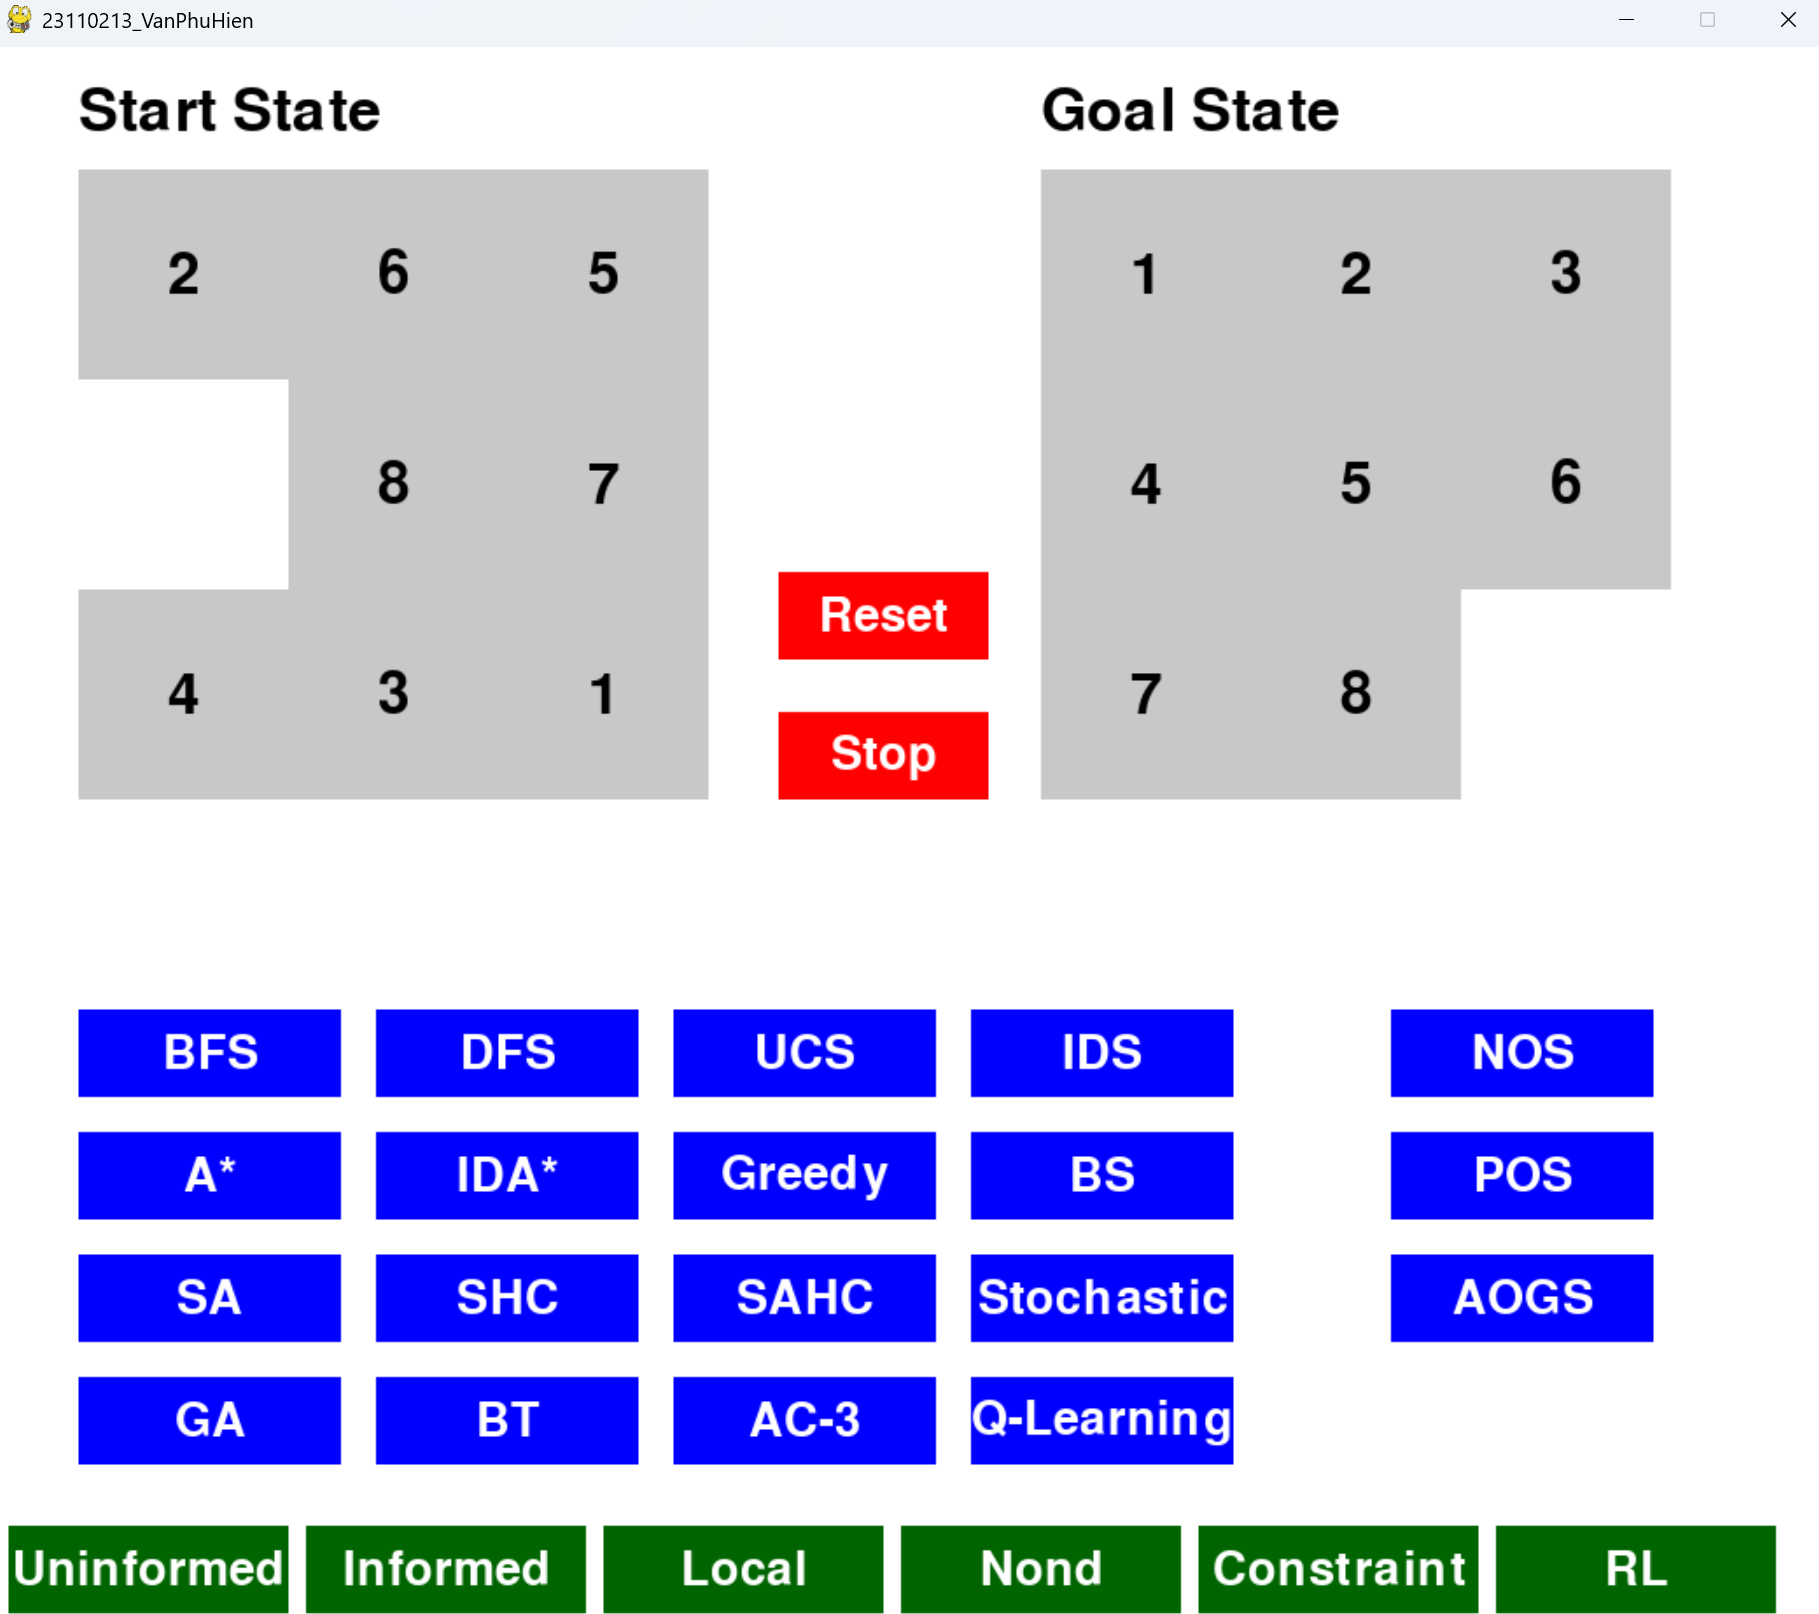 23110213_VanPhuHien
Start State
Goal State
2 6 5
8 7
4 3 1
Reset
Stop
1 2 3
4 5 6
7 8
BFS DFS UCS IDS NOS
A* IDA* Greedy BS POS
SA SHC SAHC Stochastic AOGS
GA BT AC-3 Q-Learning
Uninformed Informed Local Nond Constraint RL